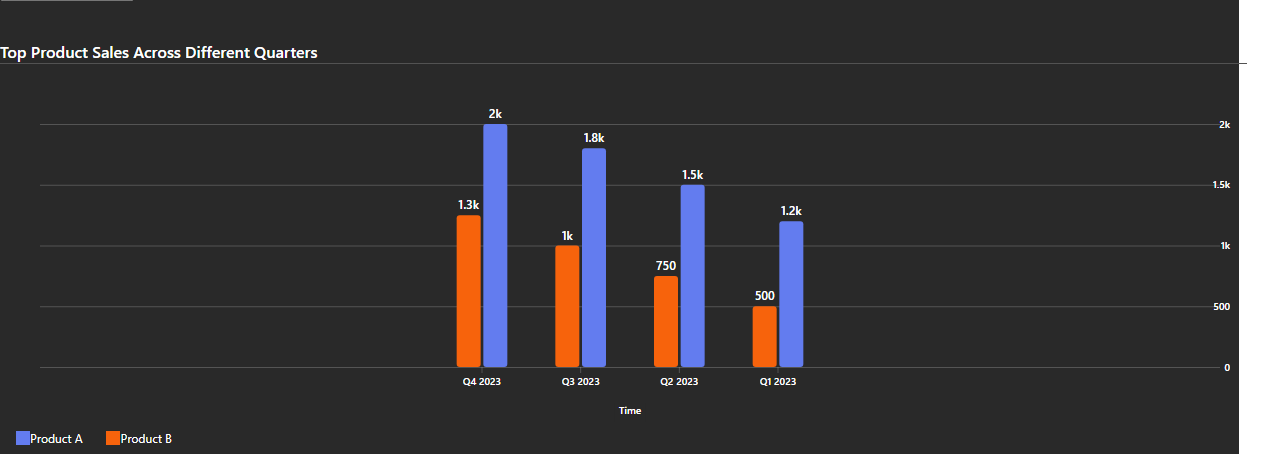 Top Product Sales Across Different Quarters
2k
1.8k
1.5k
1.2k
1.3k
1k
750
500
2k
1.5k
1k
500
0
Q4 2023 Q3 2023 Q2 2023 Q1 2023
Time
Product A Product B